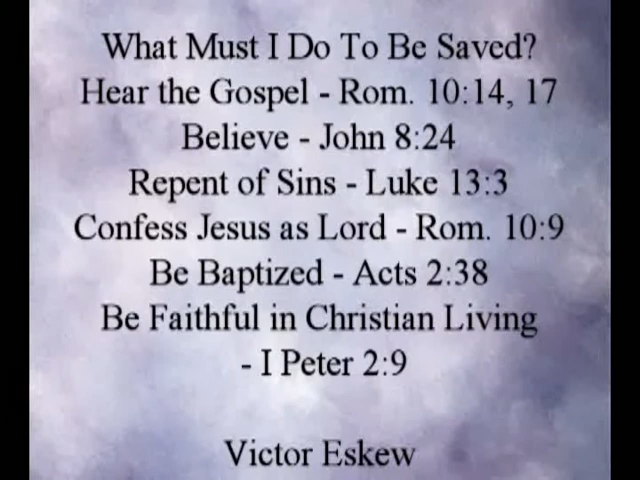 What Must I Do To Be Saved?
Hear the Gospel - Rom. 10:14, 17
Believe - John 8:24
Repent of Sins - Luke 13:3
Confess Jesus as Lord - Rom. 10:9
Be Baptized - Acts 2:38
Be Faithful in Christian Living
- I Peter 2:9
Victor Eskew